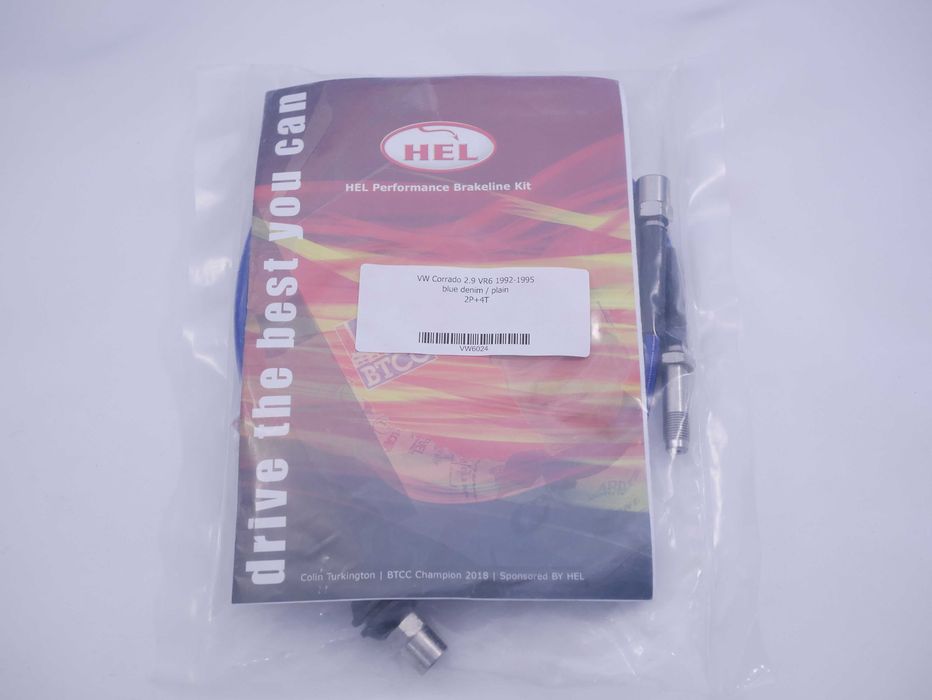 drive the best you can
HEL
HEL Performance Brakeline Kit
VW Corrado 2.9 VR6 1992-1995
blue denim / plain
2P+4T
VW6024
BTCC
Colin Turkington | BTCC Champion 2018 | Sponsored BY HEL